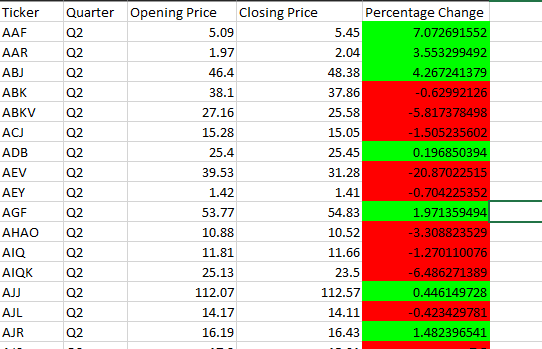 Ticker Quarter Opening Price Closing Price Percentage Change
AAF Q2 5.09 5.45 7.072691552
AAR Q2 1.97 2.04 3.553299492
ABJ Q2 46.4 48.38 4.267241379
ABK Q2 38.1 37.86 -0.62992126
ABKV Q2 27.16 25.58 -5.817378498
ACJ Q2 15.28 15.05 -1.505235602
ADB Q2 25.4 25.45 0.196850394
AEV Q2 39.53 31.28 -20.87022515
AEY Q2 1.42 1.41 -0.704225352
AGF Q2 53.77 54.83 1.971359494
AHAO Q2 10.88 10.52 -3.308823529
AIQ Q2 11.81 11.66 -1.270110076
AIQK Q2 25.13 23.5 -6.486271389
AJJ Q2 112.07 112.57 0.446149728
AJL Q2 14.17 14.11 -0.423429781
AJR Q2 16.19 16.43 1.482396541